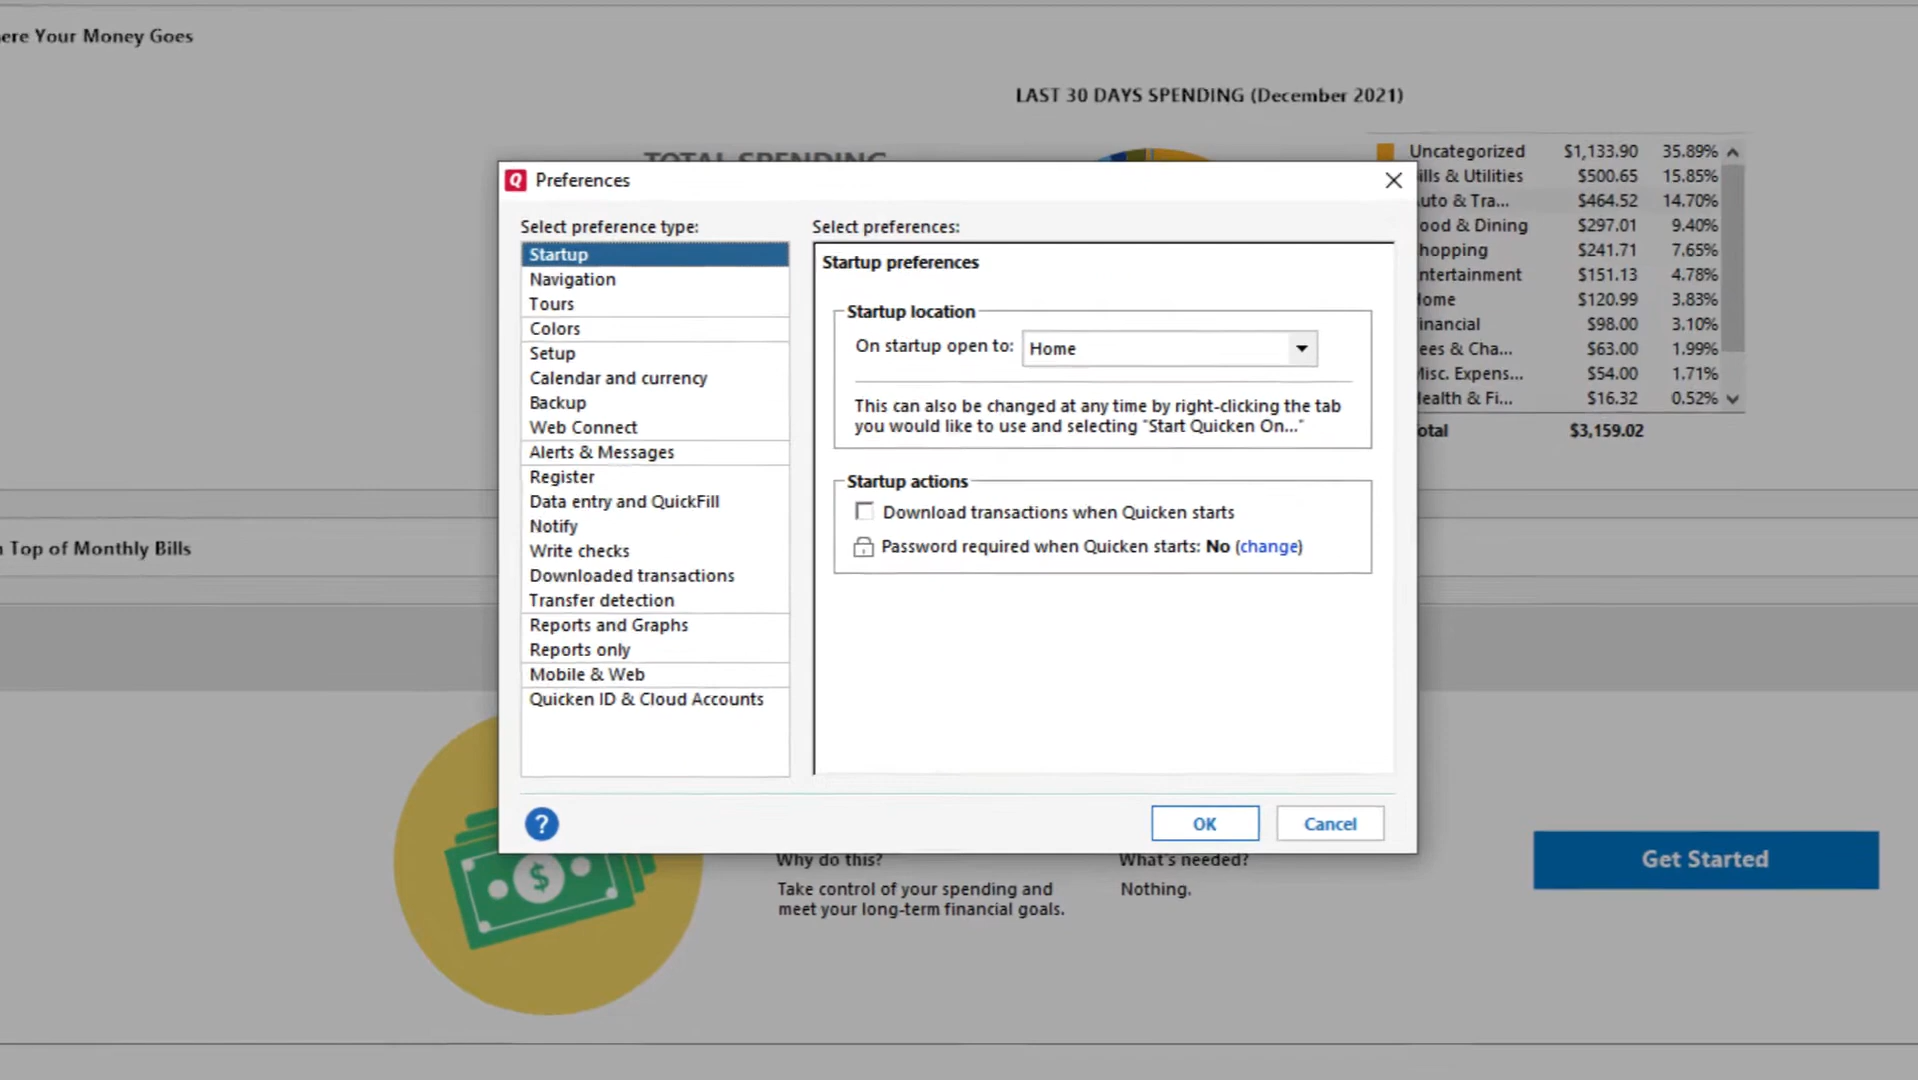 ere Your Money Goes
LAST 30 DAYS SPENDING (December 2021)
TOTAL SPENDING
Uncategorized $1,133.90 35.89%
ills & Utilities $500.65 15.85%
uto & Tra... $464.52 14.70%
ood & Dining $297.01 9.40%
hopping $241.71 7.65%
ntertainment $151.13 4.78%
ome $120.99 3.83%
inancial $98.00 3.10%
ees & Cha... $63.00 1.99%
Misc. Expens... $54.00 1.71%
ealth & Fi... $16.32 0.52%
otal $3,159.02
Q Preferences
Select preference type:
Startup
Navigation
Tours
Colors
Setup
Calendar and currency
Backup
Web Connect
Alerts & Messages
Register
Data entry and QuickFill
Notify
Write checks
Downloaded transactions
Transfer detection
Reports and Graphs
Reports only
Mobile & Web
Quicken ID & Cloud Accounts
Select preferences:
Startup preferences
Startup location
On startup open to: Home
This can also be changed at any time by right-clicking the tab
you would like to use and selecting "Start Quicken On..."
Startup actions
Download transactions when Quicken starts
Password required when Quicken starts: No (change)
?
OK
Cancel
Top of Monthly Bills
$
Why do this?
Take control of your spending and
meet your long-term financial goals.
What's needed?
Nothing.
Get Started